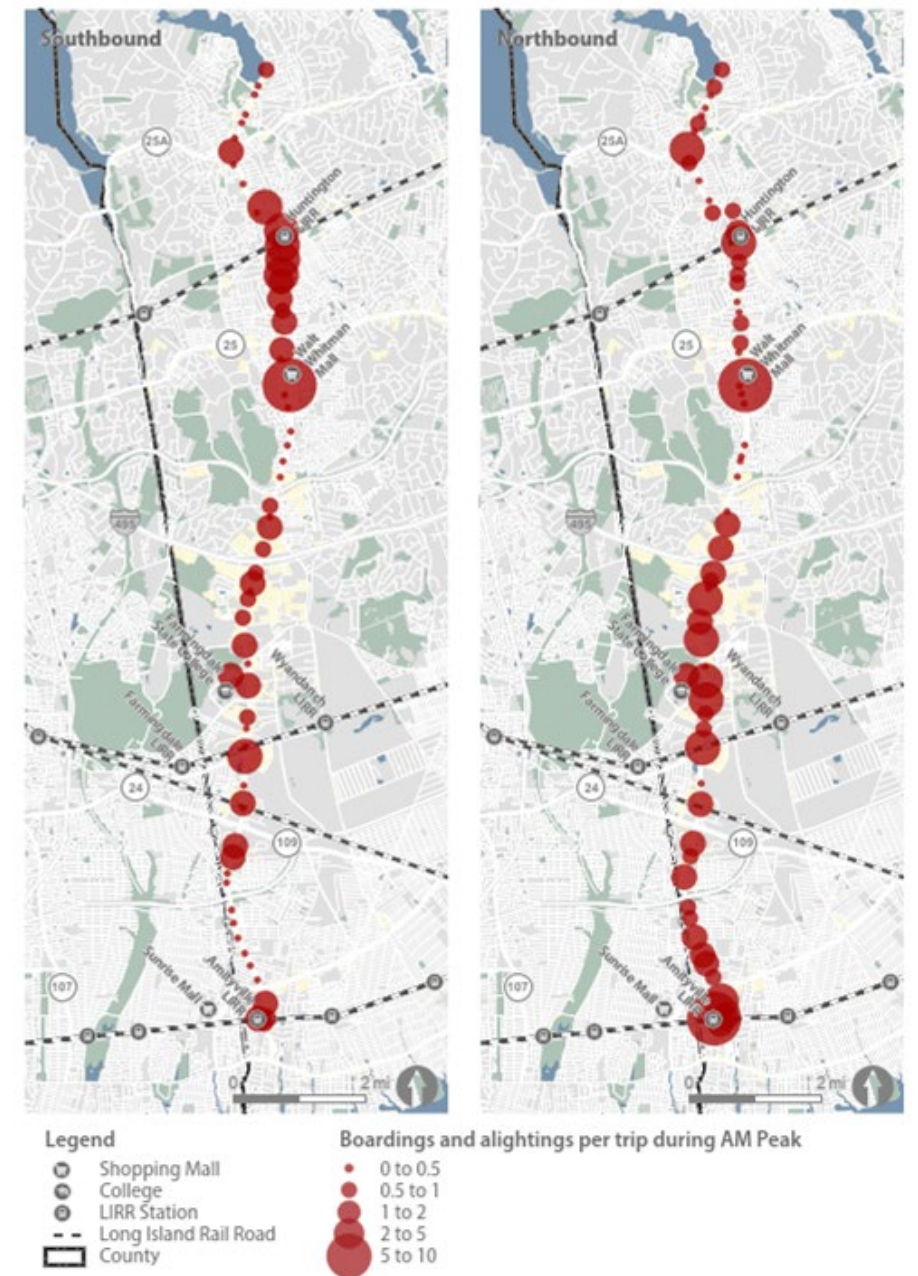 Southbound
25A
Huntington
LIRR
25
Walt
Whitman
Mall
495
Farmingdale
State College
Wyandanch
LIRR
Farmingdale
LIRR
24
109
Sunrise Mall
Amityville
LIRR
107
0 2 mi
Northbound
25A
Huntington
LIRR
25
Walt
Whitman
Mall
495
Farmingdale
State College
Wyandanch
LIRR
Farmingdale
LIRR
24
109
Sunrise Mall
Amityville
LIRR
107
0 2 mi
Legend
Shopping Mall
College
LIRR Station
Long Island Rail Road
County
Boardings and alightings per trip during AM Peak
0 to 0.5
0.5 to 1
1 to 2
2 to 5
5 to 10